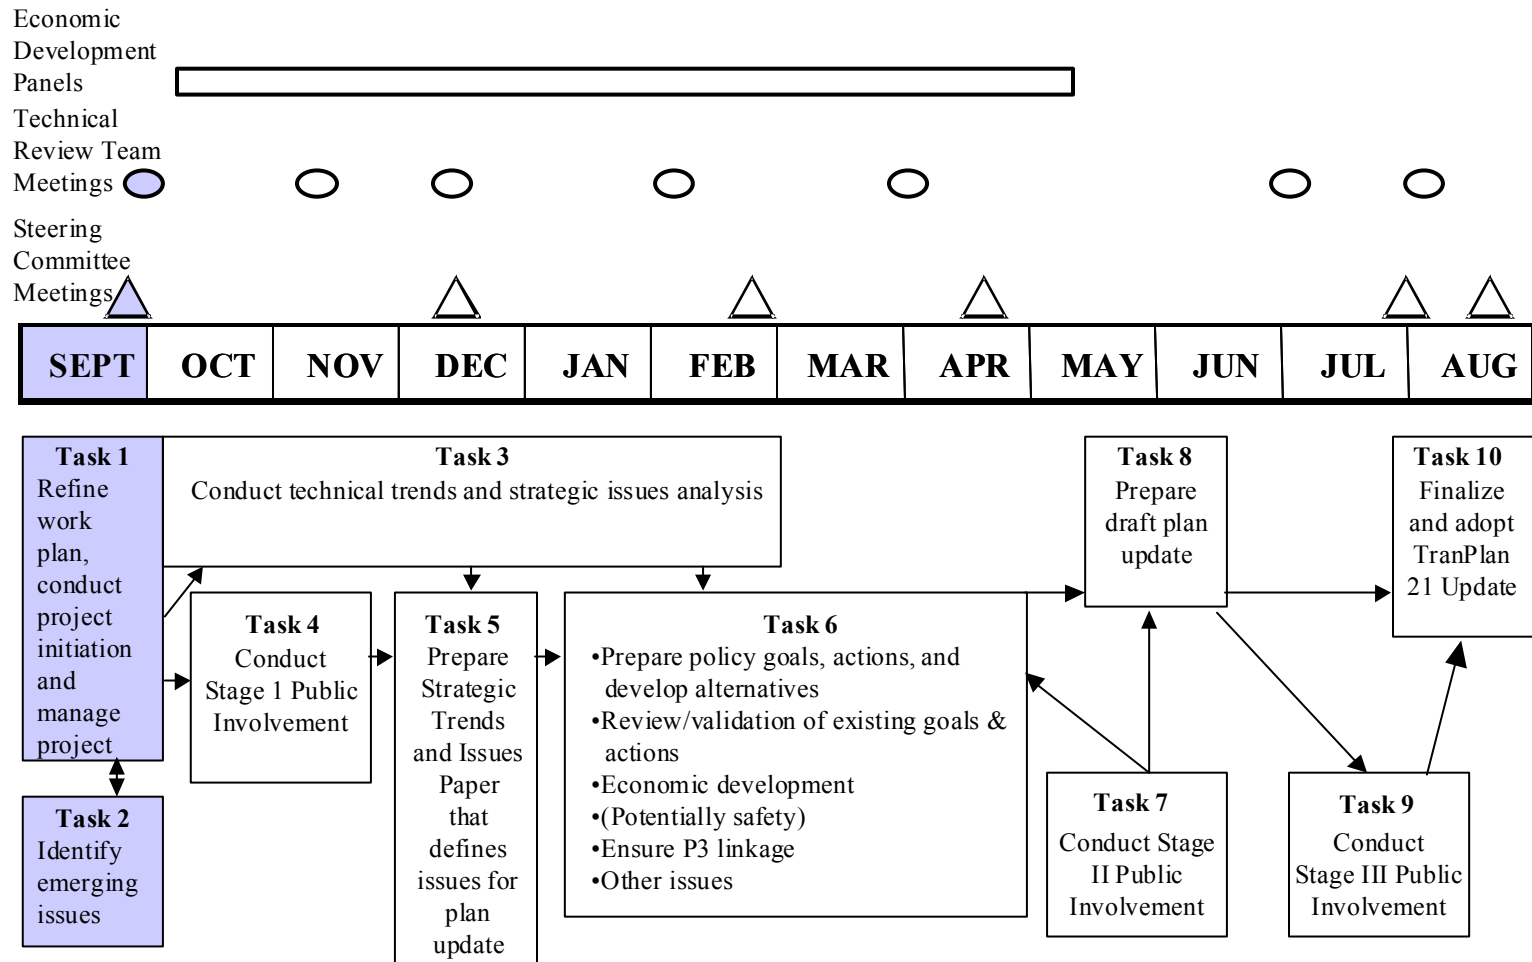 Economic
Development
Panels
Technical
Review Team
Meetings
Steering
Committee
Meetings
SEPT OCT NOV DEC JAN FEB MAR APR MAY JUN JUL AUG
Task 1
Refine
work
plan,
conduct
project
initiation
and
manage
project
Task 2
Identify
emerging
issues
Task 3
Conduct technical trends and strategic issues analysis
Task 4
Conduct
Stage 1 Public
Involvement
Task 5
Prepare
Strategic
Trends
and Issues
Paper
that
defines
issues for
plan
update
Task 6
•Prepare policy goals, actions, and
develop alternatives
•Review/validation of existing goals &
actions
•Economic development
•(Potentially safety)
•Ensure P3 linkage
•Other issues
Task 7
Conduct Stage
II Public
Involvement
Task 8
Prepare
draft plan
update
Task 9
Conduct
Stage III Public
Involvement
Task 10
Finalize
and adopt
TranPlan
21 Update